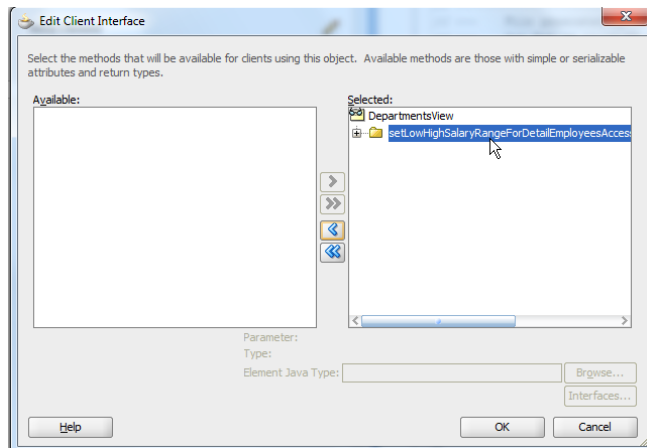 Edit Client Interface
Select the methods that will be available for clients using this object. Available methods are those with simple or serializable
attributes and return types.
Available:
Selected:
DepartmentsView
setLowHighSalaryRangeForDetailEmployeesAcces
>
>>
<
<<
Parameter:
Type:
Element Java Type:
Browse...
Interfaces...
Help
OK
Cancel